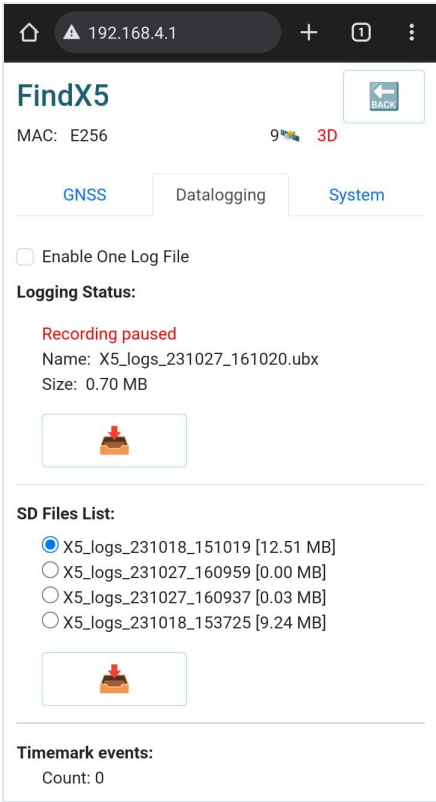 192.168.4.1
1
FindX5
BACK
MAC: E256
9 3D
GNSS Datalogging System
Enable One Log File
Logging Status:
Recording paused
Name: X5_logs_231027_161020.ubx
Size: 0.70 MB
SD Files List:
X5_logs_231018_151019 [12.51 MB]
X5_logs_231027_160959 [0.00 MB]
X5_logs_231027_160937 [0.03 MB]
X5_logs_231018_153725 [9.24 MB]
Timemark events:
Count: 0